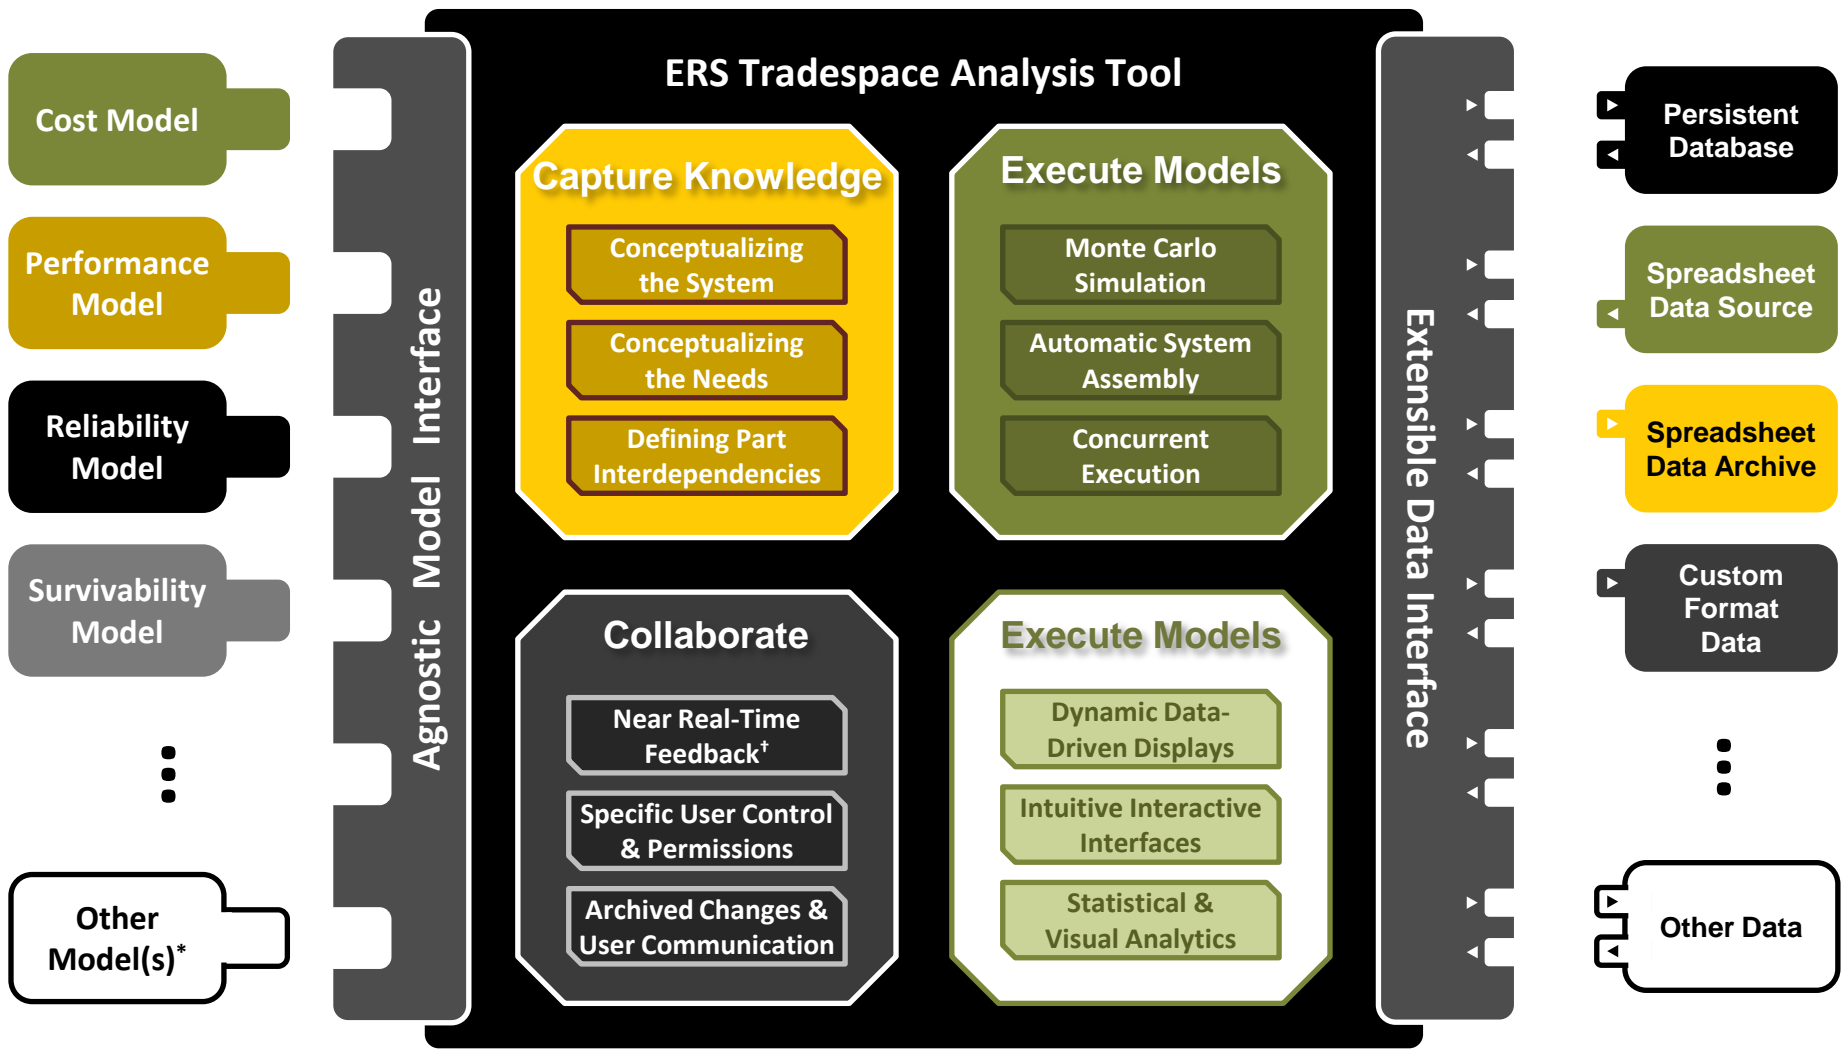 ERS Tradespace Analysis Tool
Cost Model
Performance
Model
Reliability
Model
Survivability
Model
Other
Model(s)*
Agnostic Model Interface
Capture Knowledge
Conceptualizing
the System
Conceptualizing
the Needs
Defining Part
Interdependencies
Execute Models
Monte Carlo
Simulation
Automatic System
Assembly
Concurrent
Execution
Collaborate
Near Real-Time
Feedback†
Specific User Control
& Permissions
Archived Changes &
User Communication
Execute Models
Dynamic Data-
Driven Displays
Intuitive Interactive
Interfaces
Statistical &
Visual Analytics
Extensible Data Interface
Persistent
Database
Spreadsheet
Data Source
Spreadsheet
Data Archive
Custom
Format
Data
Other Data